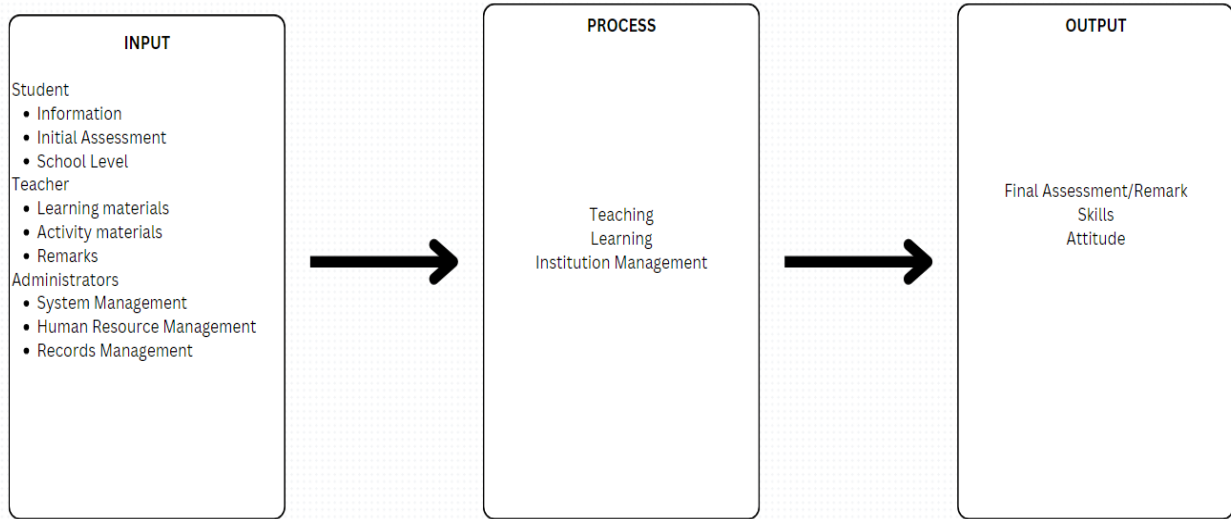 INPUT
Student
• Information
• Initial Assessment
• School Level
Teacher
• Learning materials
• Activity materials
• Remarks
Administrators
• System Management
• Human Resource Management
• Records Management
PROCESS
Teaching
Learning
Institution Management
OUTPUT
Final Assessment/Remark
Skills
Attitude